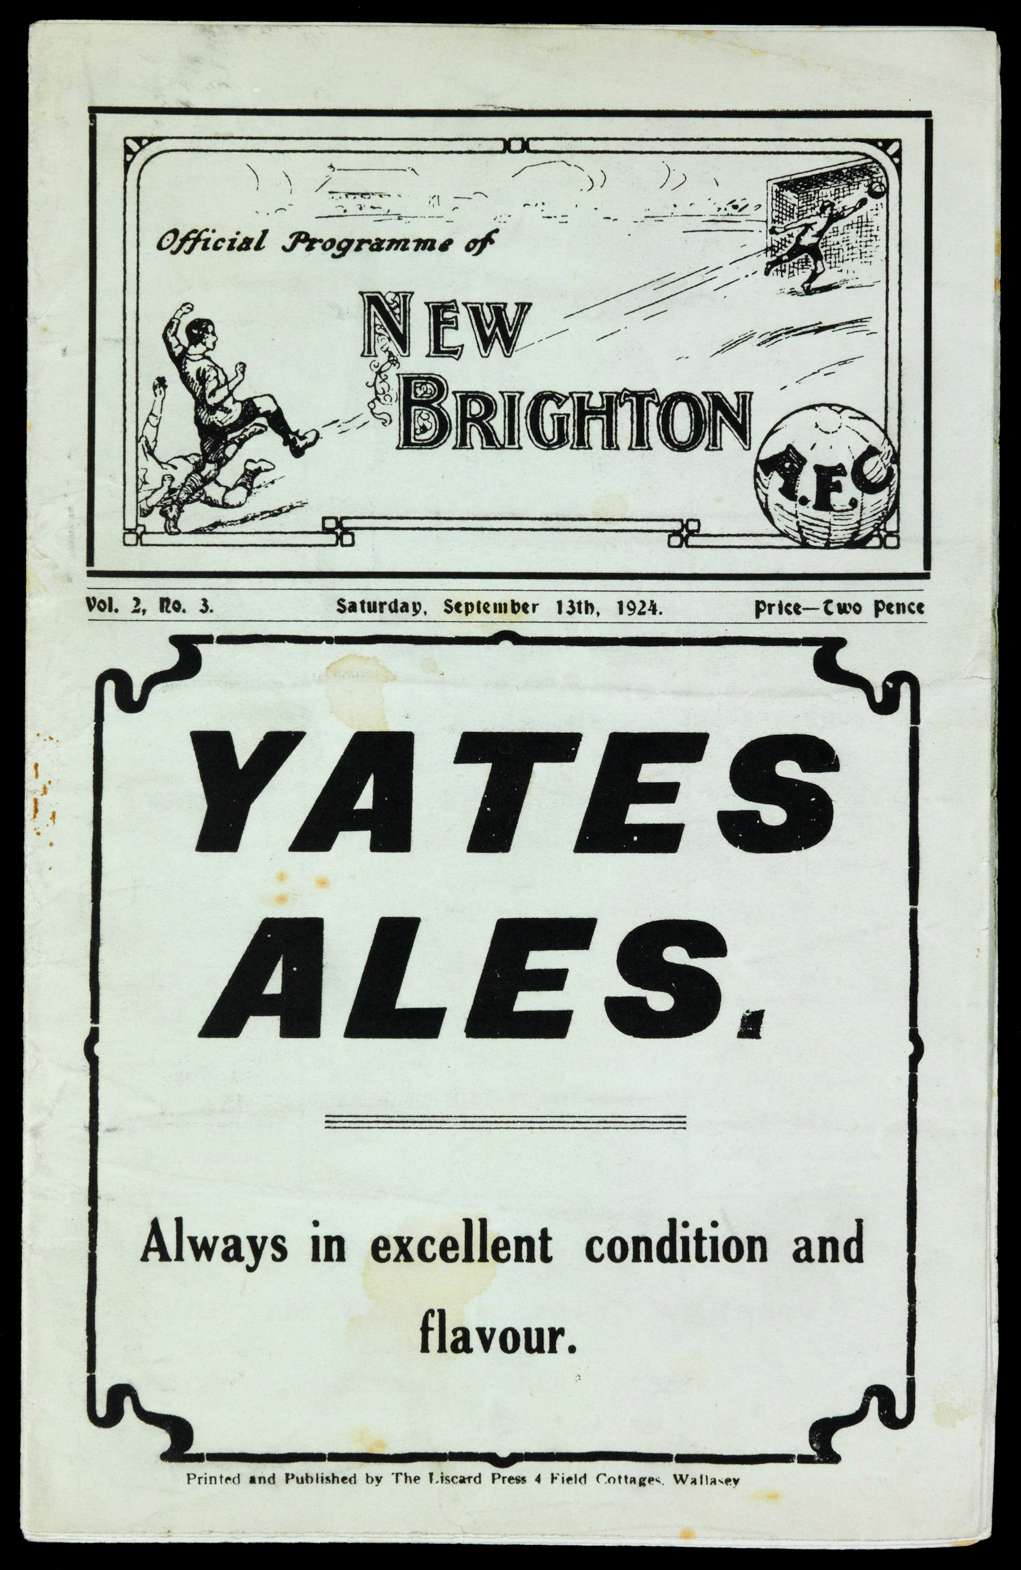 Official Programme of
NEW
BRIGHTON
A.F.C
Vol. 2, No. 3. Saturday, September 13th, 1924. Price—Two Pence
YATES
ALES.
Always in excellent condition and
flavour.
Printed and Published by The Liscard Press 4 Field Cottages, Wallasey